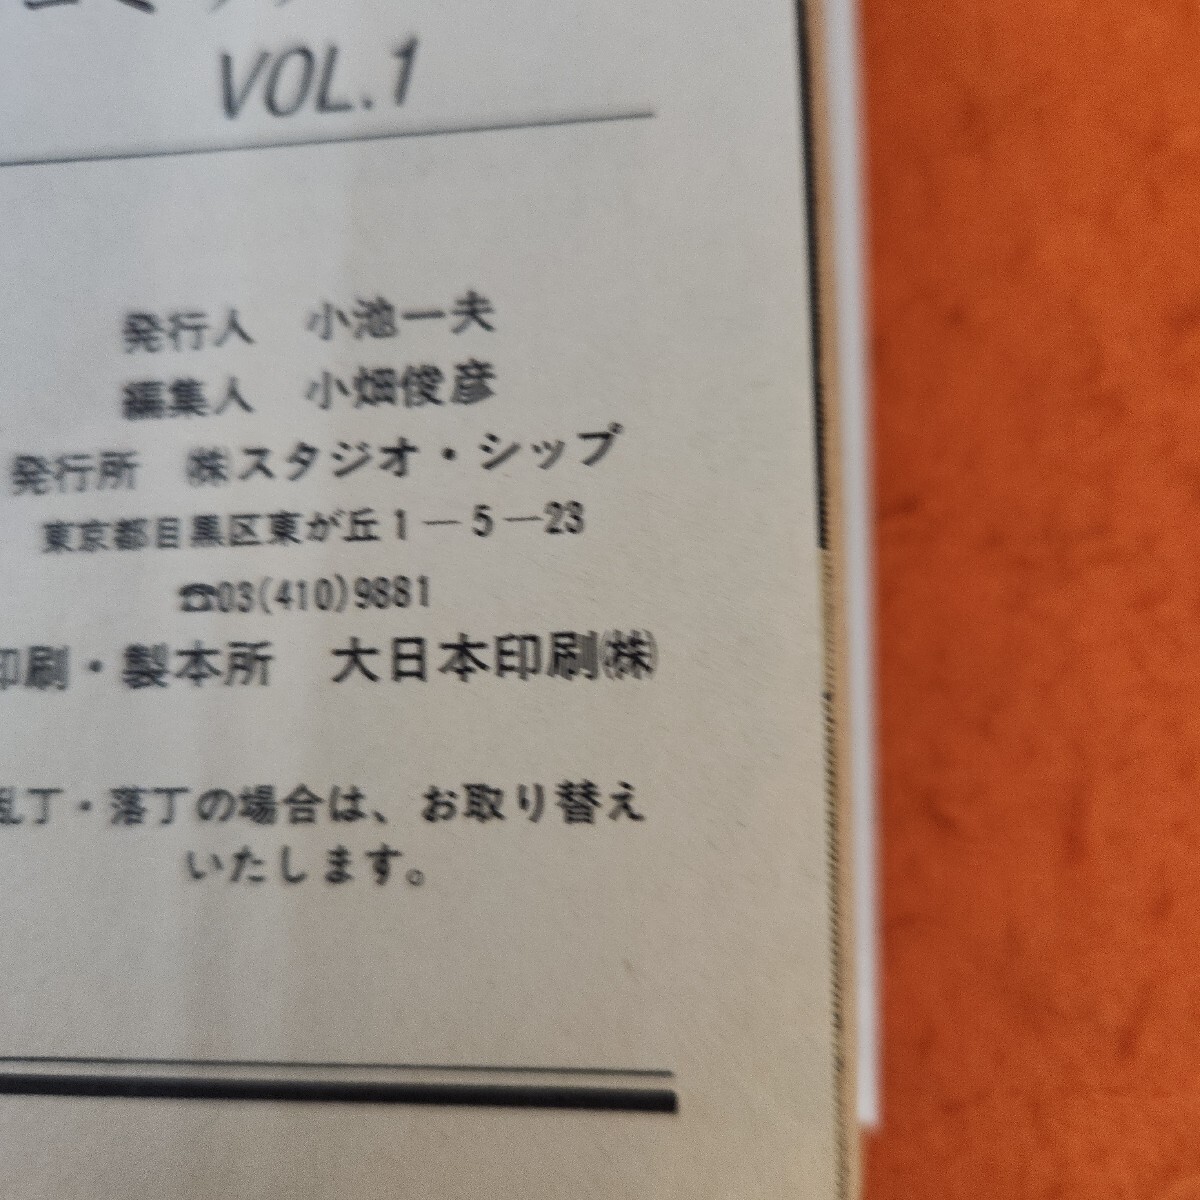 VOL.1
発行人　小池一夫
編集人　小畑俊彦
発行所　㈱スタジオ・シップ
東京都目黒区東が丘1－5－23
☎03(410)9881
印刷・製本所　大日本印刷㈱
乱丁・落丁の場合は、お取り替え
いたします。